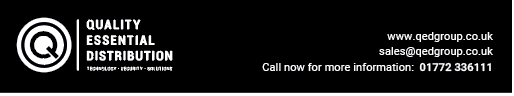 QUALITY
ESSENTIAL
DISTRIBUTION
TECHNOLOGY • SECURITY • SOLUTIONS
www.qedgroup.co.uk
sales@qedgroup.co.uk
Call now for more information: 01772 336111